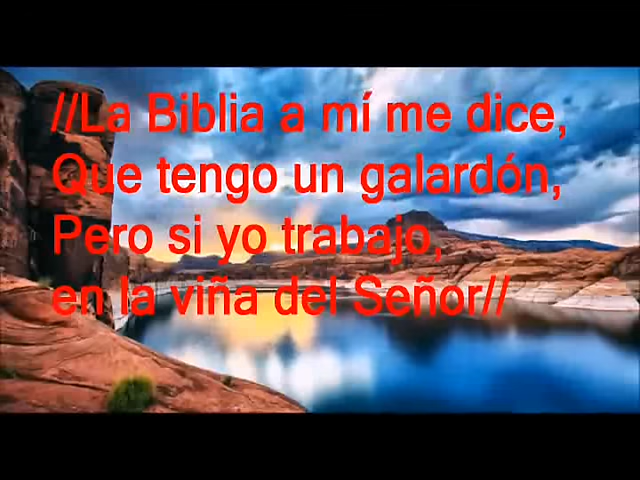 //La Biblia a mí me dice,
Que tengo un galardón,
Pero si yo trabajo,
en la viña del Señor//